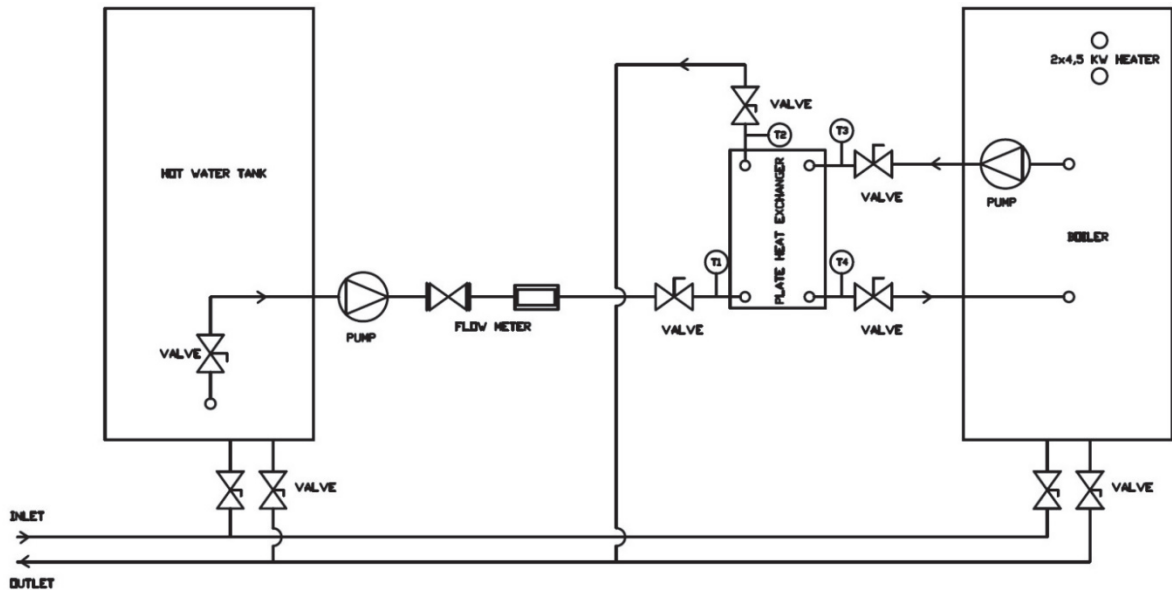 2x4,5 KW HEATER
VALVE
T2
T3
HOT WATER TANK
VALVE
PUMP
PLATE HEAT EXCHANGER
BOILER
T1
T4
PUMP
FLOW METER
VALVE
VALVE
VALVE
VALVE
VALVE
INLET
OUTLET